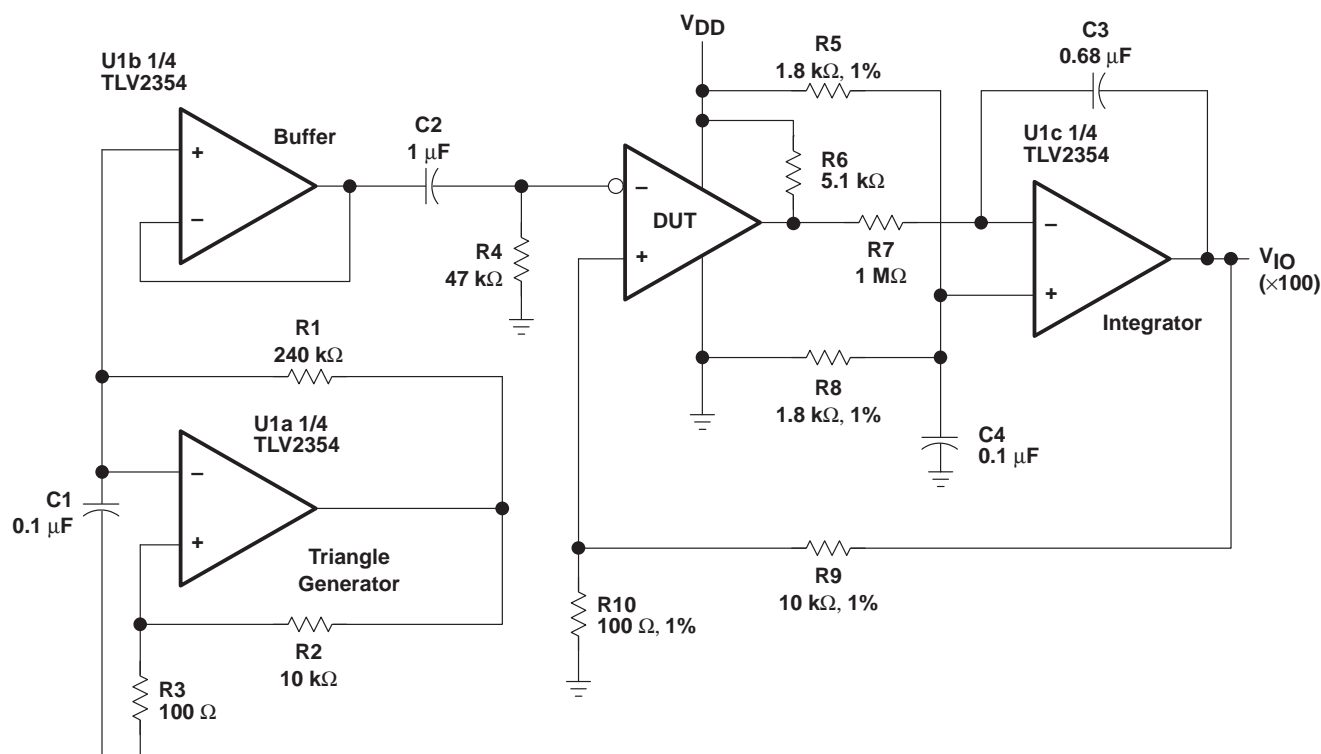 U1b 1/4
TLV2354
Buffer
+
–
C2
1 µF
R4
47 kΩ
VDD
R5
1.8 kΩ, 1%
C3
0.68 µF
R6
5.1 kΩ
DUT
–
+
R7
1 MΩ
U1c 1/4
TLV2354
–
+
Integrator
VIO
(×100)
R8
1.8 kΩ, 1%
C4
0.1 µF
R1
240 kΩ
U1a 1/4
TLV2354
–
+
C1
0.1 µF
Triangle
Generator
R2
10 kΩ
R3
100 Ω
R9
10 kΩ, 1%
R10
100 Ω, 1%